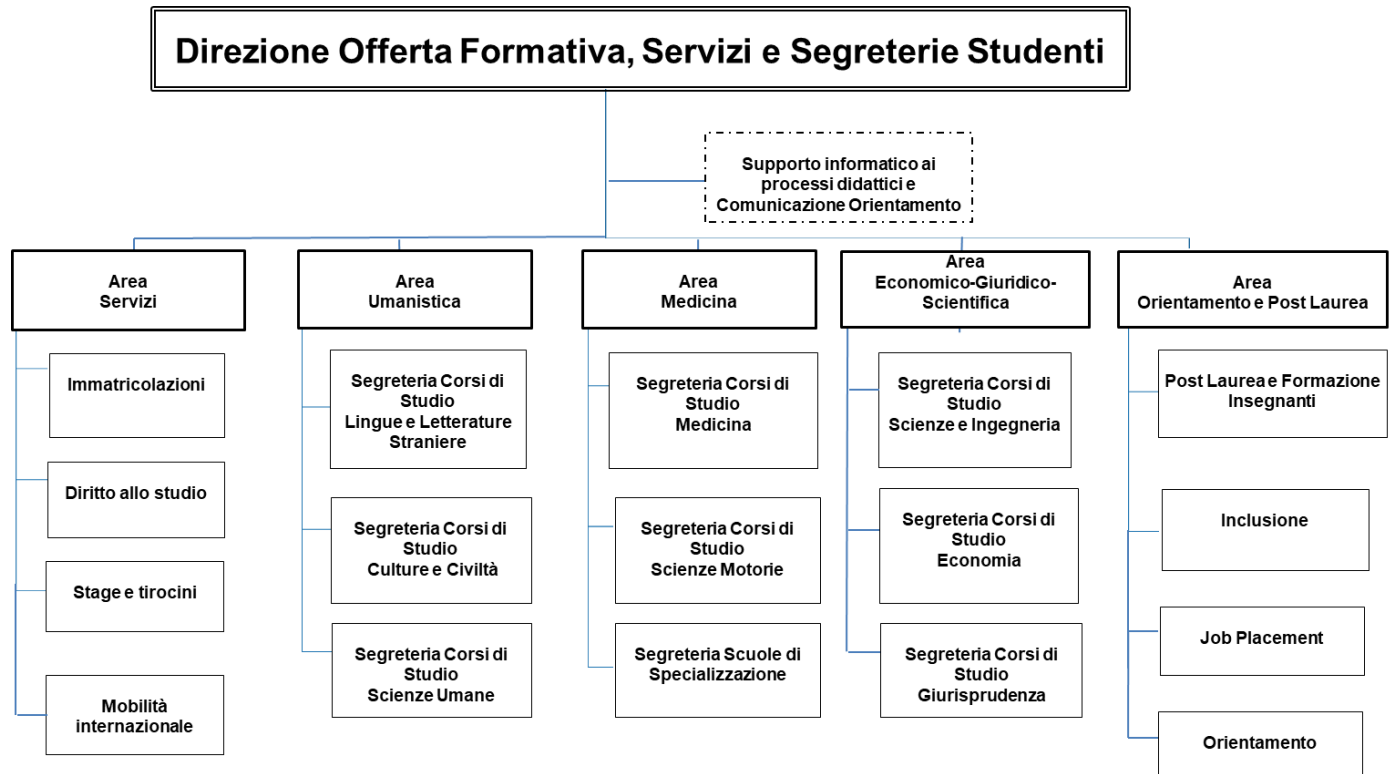 Direzione Offerta Formativa, Servizi e Segreterie Studenti
Supporto informatico ai
processi didattici e
Comunicazione Orientamento
Area
Servizi
Immatricolazioni
Diritto allo studio
Stage e tirocini
Mobilità
internazionale
Area
Umanistica
Segreteria Corsi di
Studio
Lingue e Letterature
Straniere
Segreteria Corsi di
Studio
Culture e Civiltà
Segreteria Corsi di
Studio
Scienze Umane
Area
Medicina
Segreteria Corsi di
Studio
Medicina
Segreteria Corsi di
Studio
Scienze Motorie
Segreteria Scuole di
Specializzazione
Area
Economico-Giuridico-
Scientifica
Segreteria Corsi di
Studio
Scienze e Ingegneria
Segreteria Corsi di
Studio
Economia
Segreteria Corsi di
Studio
Giurisprudenza
Area
Orientamento e Post Laurea
Post Laurea e Formazione
Insegnanti
Inclusione
Job Placement
Orientamento